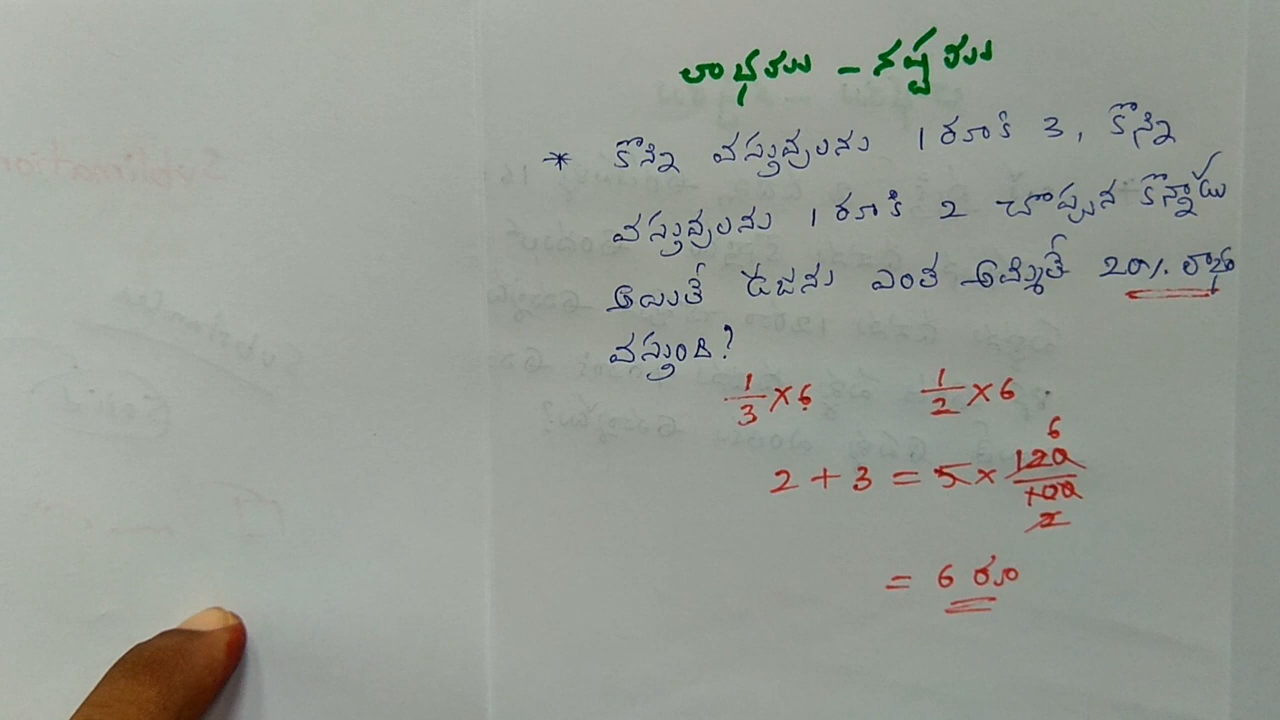 లాభము - నష్టము
* కొన్ని వస్తువులను 1 రూకి 3, కొన్ని
వస్తువులను 1 రూకి 2 చొప్పున కొన్నాడు
అయితే డజను ఎంత అమ్మితే 20% లాభం
వస్తుంది?
1/3 × 6 1/2 × 6
6
2 + 3 = 5 × 120/100
2
= 6 రూ
Sublimation